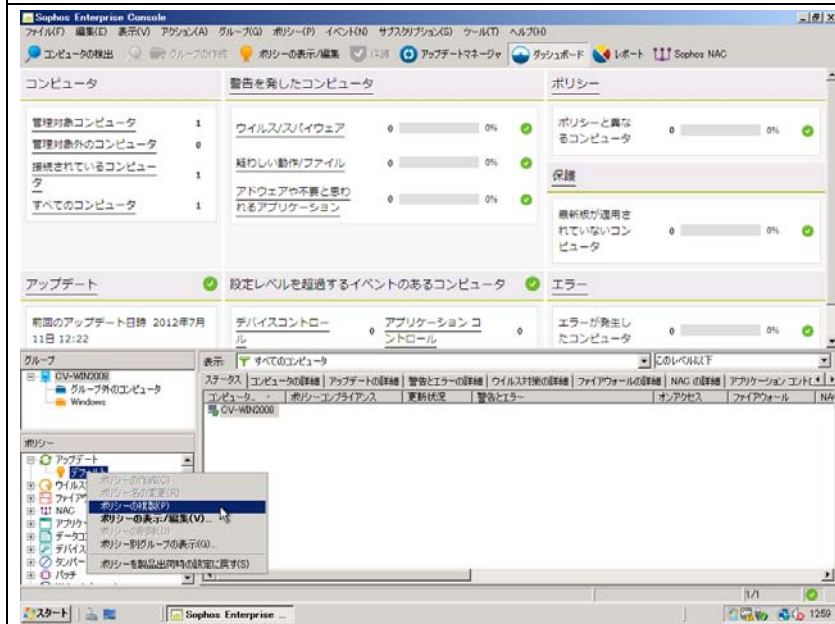 Sophos Enterprise Console
ファイル(F) 編集(E) 表示(V) アクション(A) グループ(G) ポリシー(P) イベント(N) サブスクリプション(S) ツール(T) ヘルプ(H)
コンピュータの検出 グループの作成 ポリシーの表示/編集 保護 アップデートマネージャ ダッシュボード レポート Sophos NAC
コンピュータ
管理対象コンピュータ 1
管理対象外のコンピュータ 0
接続されているコンピュー
タ 1
すべてのコンピュータ 1
警告を発したコンピュータ
ウイルス/スパイウェア 0 0%
疑わしい動作/ファイル 0 0%
アドウェアや不要と思わ
れるアプリケーション 0 0%
ポリシー
ポリシーと異な
るコンピュータ 0 0%
保護
最新版が適用さ
れていないコン
ピュータ 0 0%
アップデート
前回のアップデート日時 2012年7月
11日 12:22
設定レベルを超過するイベントのあるコンピュータ
デバイスコントロー
ル 0
アプリケーション コ
ントロール 0
エラー
エラーが発生し
たコンピュータ 0 0%
グループ
CV-WIN2008
グループ外のコンピュータ
Windows
表示: すべてのコンピュータ このレベル以下
ステータス コンピュータの詳細 アップデートの詳細 警告とエラーの詳細 ウイルス対策の詳細 ファイアウォールの詳細 NAC の詳細 アプリケーション コント
コンピュータ... ポリシーコンプライアンス 更新状況 警告とエラー オンアクセス ファイアウォール NA
CV-WIN2008
ポリシー
アップデート
デフォルト
ウイルス
ファイア
NAC
アプリケ
データコ
デバイス
タンパー
パッチ
ポリシーの作成(C)
ポリシー名の変更(R)
ポリシーの複製(P)
ポリシーの表示/編集(V)...
ポリシーの削除(D)
ポリシー別グループの表示(G)...
ポリシーを製品出荷時の設定に戻す(S)
1/1
スタート Sophos Enterprise ... 12:59